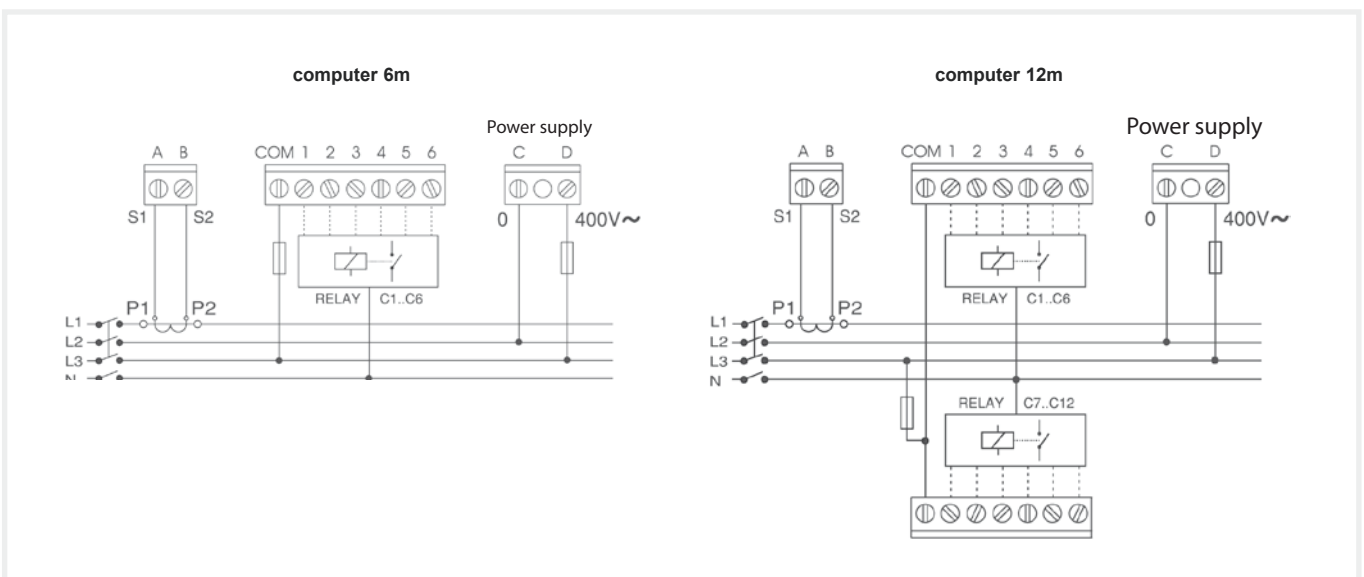 computer 6m
Power supply
A B COM 1 2 3 4 5 6 C D
S1 S2 0 400V~
RELAY C1..C6
P1 P2
L1
L2
L3
N
computer 12m
Power supply
A B COM 1 2 3 4 5 6 C D
S1 S2 0 400V~
RELAY C1..C6
P1 P2
L1
L2
L3
N
RELAY C7..C12